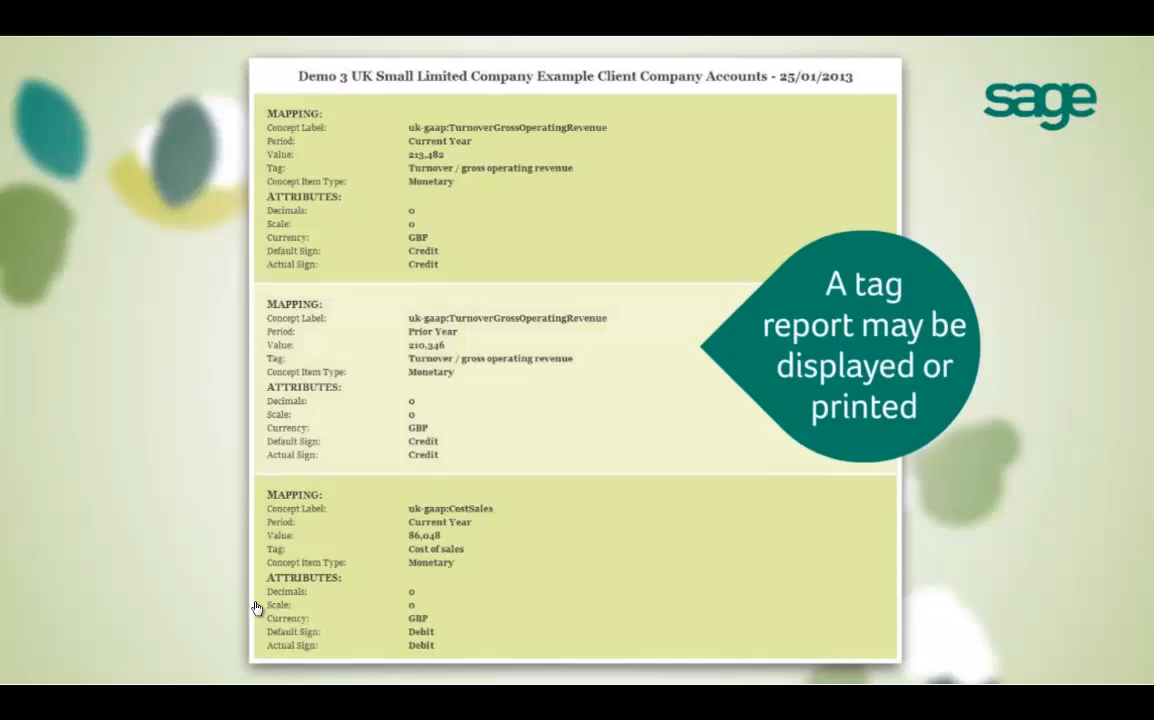 Demo 3 UK Small Limited Company Example Client Company Accounts - 25/01/2013
sage
MAPPING:
Concept Label: uk-gaap:TurnoverGrossOperatingRevenue
Period: Current Year
Value: 213,482
Tag: Turnover / gross operating revenue
Concept Item Type: Monetary
ATTRIBUTES:
Decimals: 0
Scale: 0
Currency: GBP
Default Sign: Credit
Actual Sign: Credit
MAPPING:
Concept Label: uk-gaap:TurnoverGrossOperatingRevenue
Period: Prior Year
Value: 210,346
Tag: Turnover / gross operating revenue
Concept Item Type: Monetary
ATTRIBUTES:
Decimals: 0
Scale: 0
Currency: GBP
Default Sign: Credit
Actual Sign: Credit
A tag
report may be
displayed or
printed
MAPPING:
Concept Label: uk-gaap:CostSales
Period: Current Year
Value: 86,048
Tag: Cost of sales
Concept Item Type: Monetary
ATTRIBUTES:
Decimals: 0
Scale: 0
Currency: GBP
Default Sign: Debit
Actual Sign: Debit